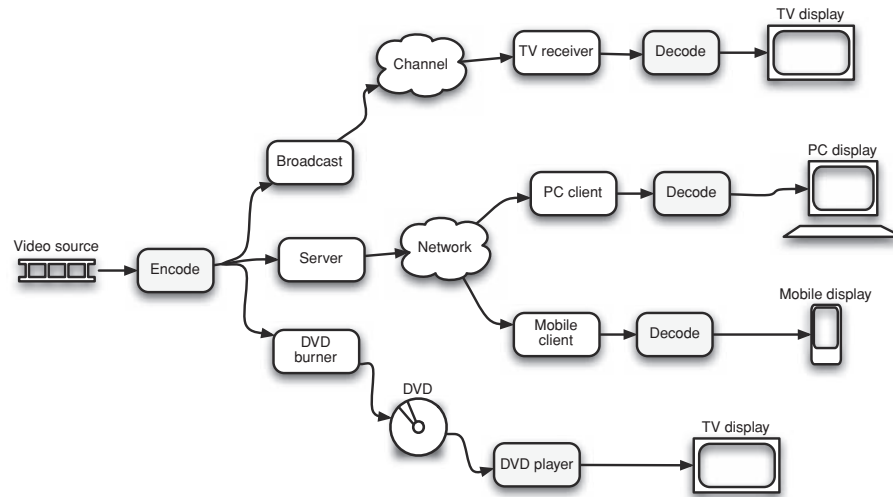 TV display
Channel
TV receiver
Decode
Broadcast
PC display
PC client
Decode
Video source
Encode
Server
Network
Mobile display
Mobile
client
Decode
DVD
burner
DVD
TV display
DVD player